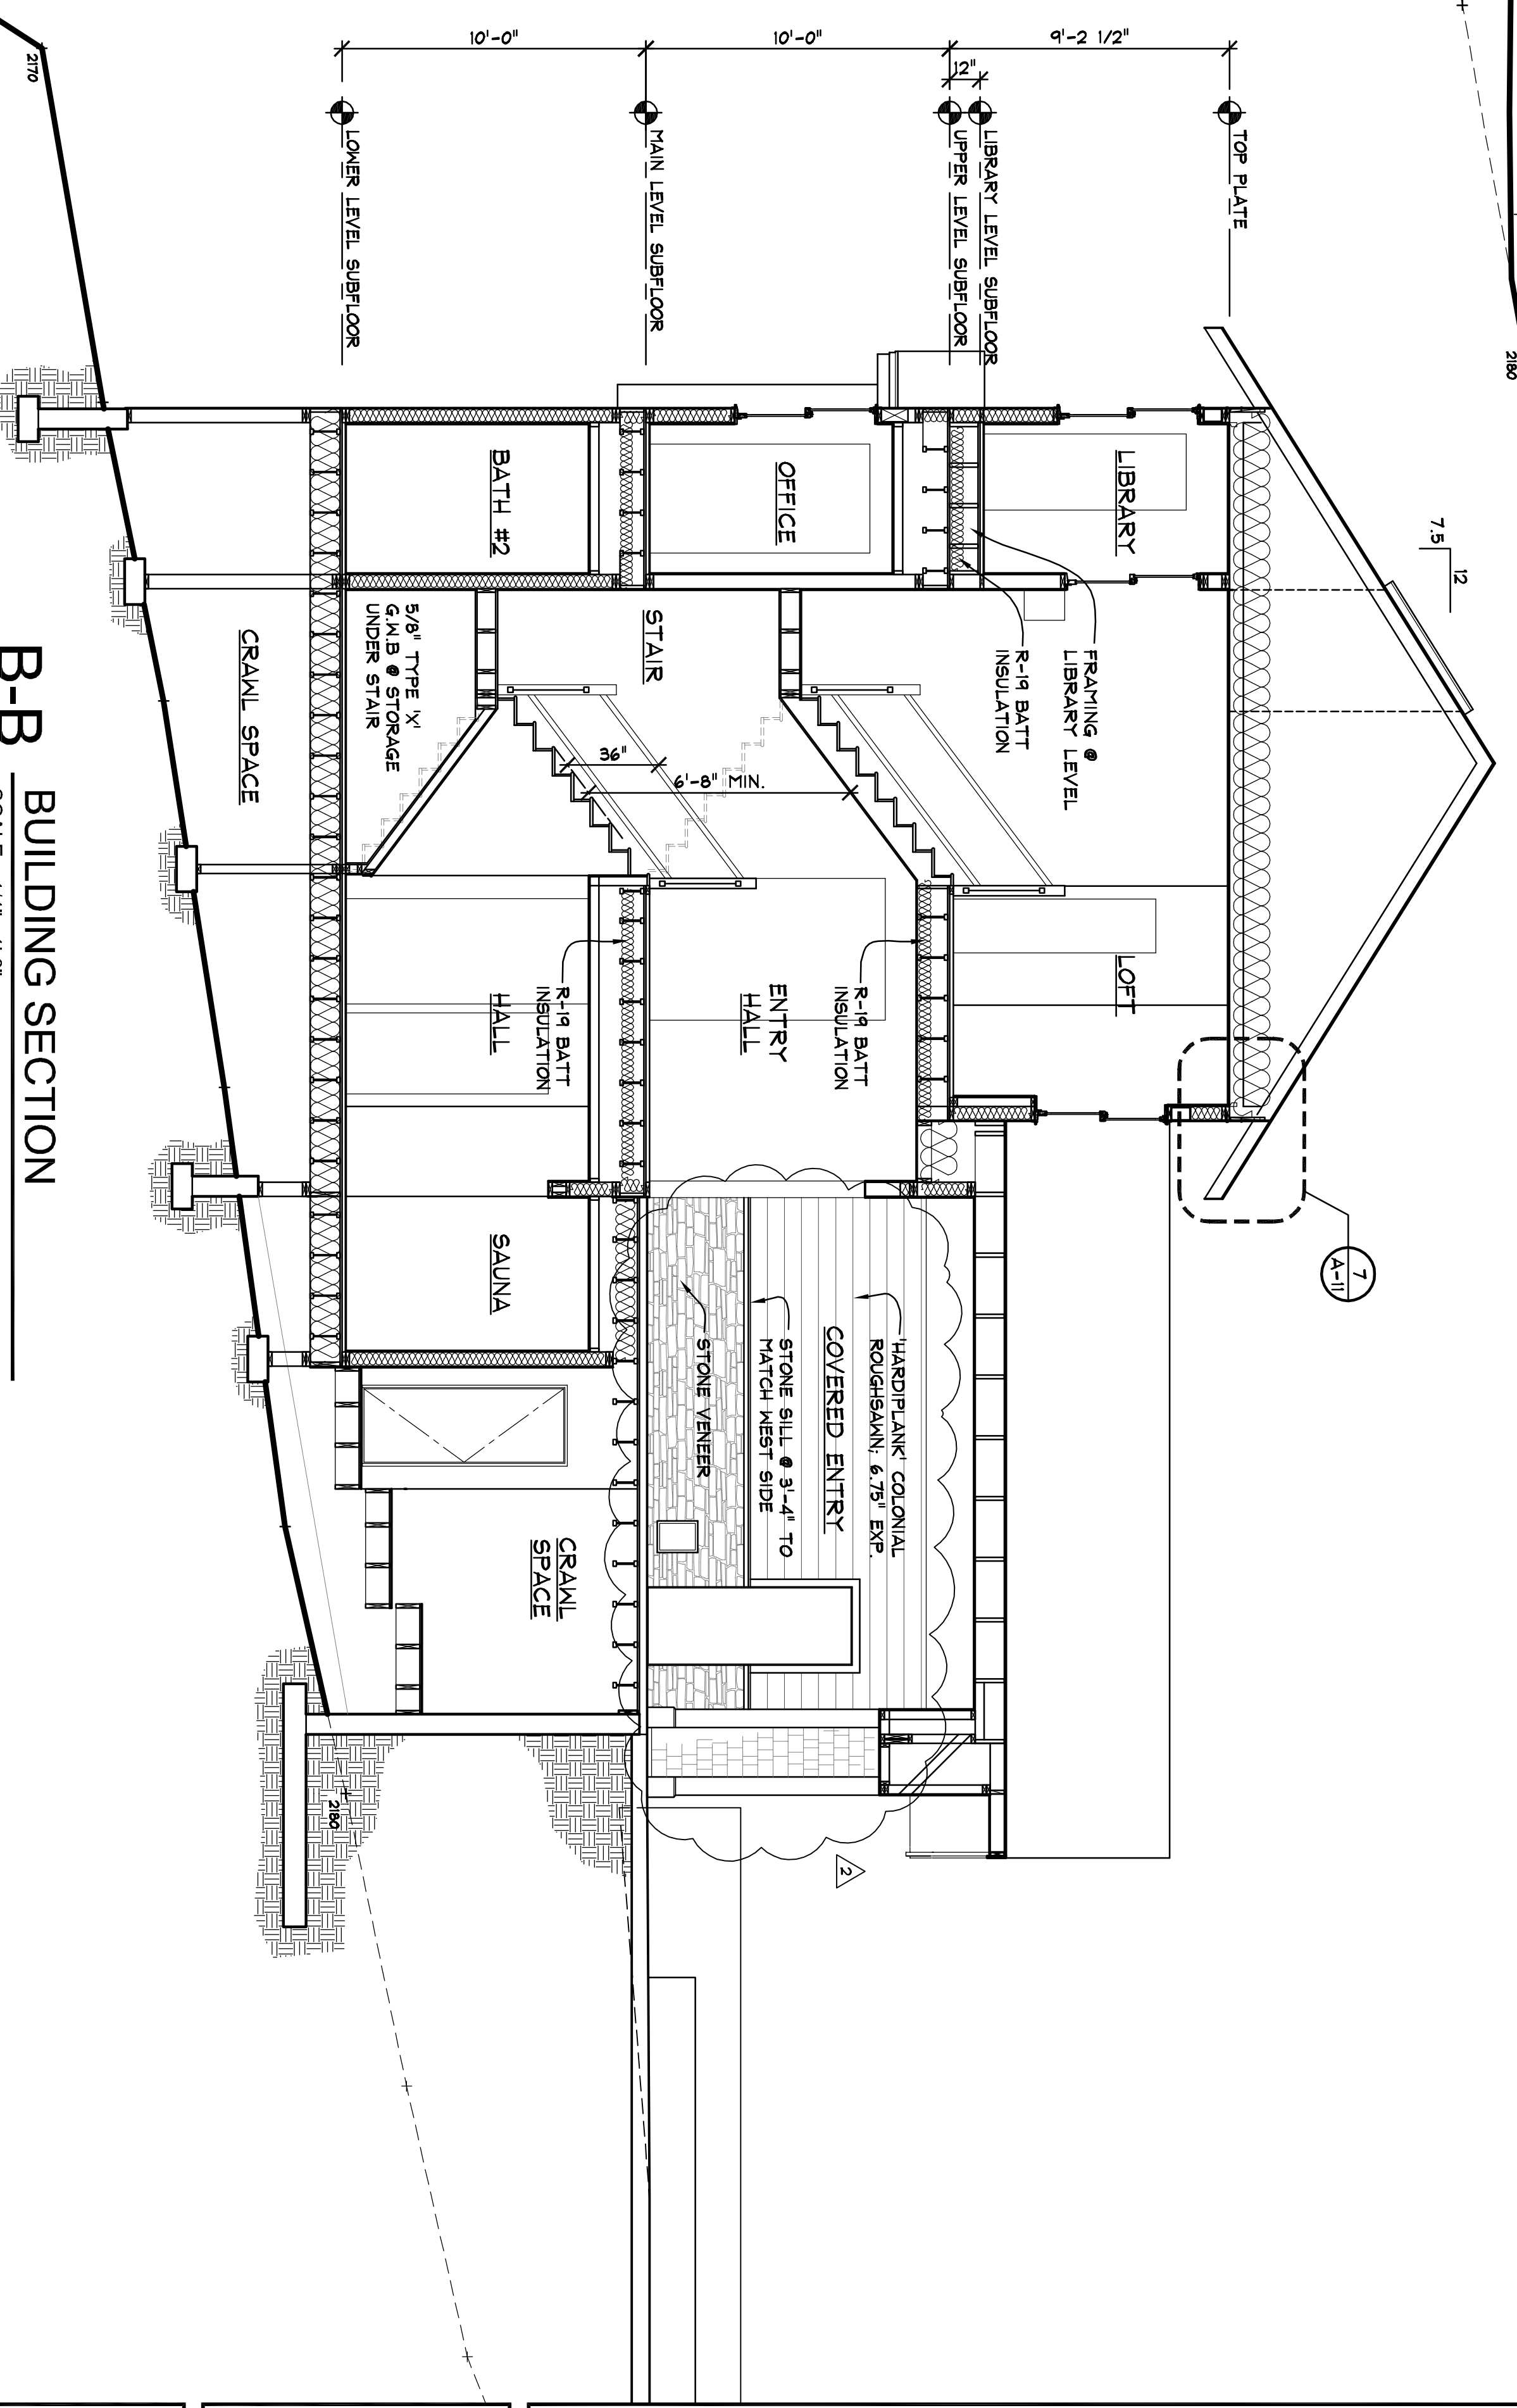 2180
7.5
12
7
A-11
9'-2 1/2"
12"
10'-0"
10'-0"
TOP PLATE
LIBRARY LEVEL SUBFLOOR
UPPER LEVEL SUBFLOOR
MAIN LEVEL SUBFLOOR
LOWER LEVEL SUBFLOOR
2170
LIBRARY
FRAMING @
LIBRARY LEVEL
R-19 BATT
INSULATION
LOFT
OFFICE
STAIR
36"
6'-8" MIN.
ENTRY
HALL
R-19 BATT
INSULATION
'HARDIPLANK' COLONIAL
ROUGHSAWN; 6.75" EXP.
COVERED ENTRY
STONE SILL @ 3'-4" TO
MATCH WEST SIDE
STONE VENEER
2
BATH #2
5/8" TYPE 'X'
G.W.B @ STORAGE
UNDER STAIR
HALL
R-19 BATT
INSULATION
SAUNA
CRAWL
SPACE
CRAWL SPACE
2180
B-B
BUILDING SECTION